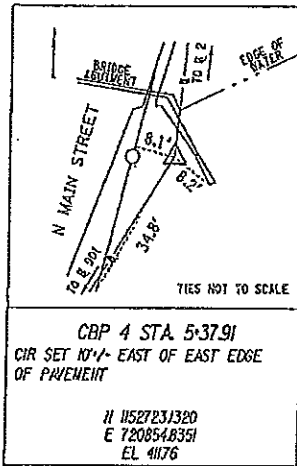 BRIDGE
ABUTMENT
TO B 2
EDGE OF
WATER
N MAIN STREET
8.1'
8.2'
34.8'
TO B 901
TIES NOT TO SCALE
CBP 4 STA. 5+37.91
CIR SET 10'+/- EAST OF EAST EDGE
OF PAVEMENT
N 1152723.1320
E 720854.8351
EL 411.76